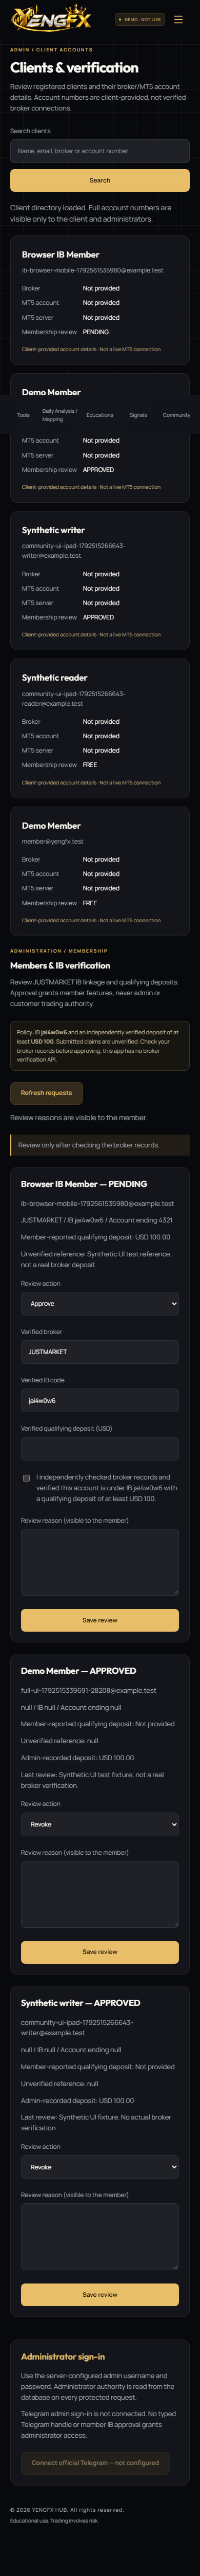 YENGFX
DEMO · NOT LIVE
ADMIN / CLIENT ACCOUNTS
Clients & verification
Review registered clients and their broker/MT5 account
details. Account numbers are client-provided, not verified
broker connections.
Search clients
Name, email, broker or account number
Search
Client directory loaded. Full account numbers are
visible only to the client and administrators.
Browser IB Member
ib-browser-mobile-1792561535980@example.test
Broker Not provided
MT5 account Not provided
MT5 server Not provided
Membership review PENDING
Client-provided account details · Not a live MT5 connection
Demo Member
Tools Daily Analysis / Mapping Educations Signals Community
MT5 account Not provided
MT5 server Not provided
Membership review APPROVED
Client-provided account details · Not a live MT5 connection
Synthetic writer
community-ui-ipad-1792515266643-
writer@example.test
Broker Not provided
MT5 account Not provided
MT5 server Not provided
Membership review APPROVED
Client-provided account details · Not a live MT5 connection
Synthetic reader
community-ui-ipad-1792515266643-
reader@example.test
Broker Not provided
MT5 account Not provided
MT5 server Not provided
Membership review FREE
Client-provided account details · Not a live MT5 connection
Demo Member
member@yengfx.test
Broker Not provided
MT5 account Not provided
MT5 server Not provided
Membership review FREE
Client-provided account details · Not a live MT5 connection
ADMINISTRATION / MEMBERSHIP
Members & IB verification
Review JUSTMARKET IB linkage and qualifying deposits.
Approval grants member features, never admin or
customer trading authority.
Policy: IB jai4w0w6 and an independently verified deposit of at
least USD 100. Submitted claims are unverified. Check your
broker records before approving; this app has no broker
verification API.
Refresh requests
Review reasons are visible to the member.
Review only after checking the broker records.
Browser IB Member — PENDING
ib-browser-mobile-1792561535980@example.test
JUSTMARKET / IB jai4w0w6 / Account ending 4321
Member-reported qualifying deposit: USD 100.00
Unverified reference: Synthetic UI test reference;
not a real broker deposit.
Review action
Approve
Verified broker
JUSTMARKET
Verified IB code
jai4w0w6
Verified qualifying deposit (USD)
I independently checked broker records and
verified this account is under IB jai4w0w6 with
a qualifying deposit of at least USD 100.
Review reason (visible to the member)
Save review
Demo Member — APPROVED
full-ui-1792515339691-28208@example.test
null / IB null / Account ending null
Member-reported qualifying deposit: Not provided
Unverified reference: null
Admin-recorded deposit: USD 100.00
Last review: Synthetic UI test fixture; not a real
broker verification.
Review action
Revoke
Review reason (visible to the member)
Save review
Synthetic writer — APPROVED
community-ui-ipad-1792515266643-
writer@example.test
null / IB null / Account ending null
Member-reported qualifying deposit: Not provided
Unverified reference: null
Admin-recorded deposit: USD 100.00
Last review: Synthetic UI fixture. No actual broker
verification.
Review action
Revoke
Review reason (visible to the member)
Save review
Administrator sign-in
Use the server-configured admin username and
password. Administrator authority is read from the
database on every protected request.
Telegram admin sign-in is not connected. No typed
Telegram handle or member IB approval grants
administrator access.
Connect official Telegram — not configured
© 2026 YENGFX HUB. All rights reserved.
Educational use. Trading involves risk.